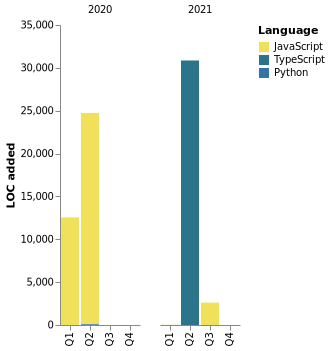 2020
2021
Language
JavaScript
TypeScript
Python
LOC added
35,000
30,000
25,000
20,000
15,000
10,000
5,000
0
Q1
Q2
Q3
Q4
Q1
Q2
Q3
Q4